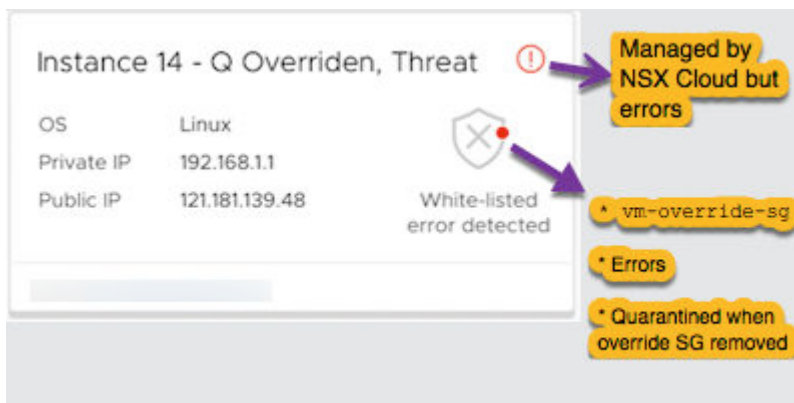 Instance 14 - Q Overriden, Threat
Managed by
NSX Cloud but
errors
OS Linux
Private IP 192.168.1.1
Public IP 121.181.139.48
White-listed
error detected
* vm-override-sg
* Errors
* Quarantined when
override SG removed